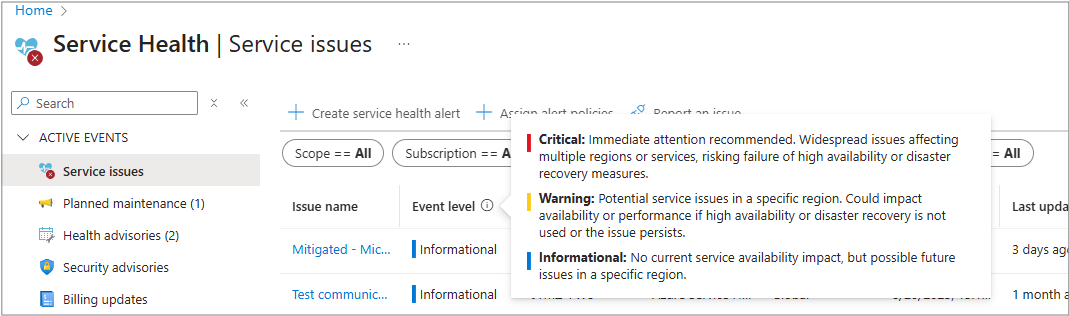 Home
Service Health | Service issues ...
Search
Create service health alert
Assign alert policies
Report an issue
ACTIVE EVENTS
Service issues
Planned maintenance (1)
Health advisories (2)
Security advisories
Billing updates
Scope == All
Subscription == A
== All
Issue name
Event level
Last upda
Critical: Immediate attention recommended. Widespread issues affecting
multiple regions or services, risking failure of high availability or disaster
recovery measures.
Warning: Potential service issues in a specific region. Could impact
availability or performance if high availability or disaster recovery is not
used or the issue persists.
Informational: No current service availability impact, but possible future
issues in a specific region.
Mitigated - Mic...
Informational
3 days ago
Test communic...
Informational
1 month a